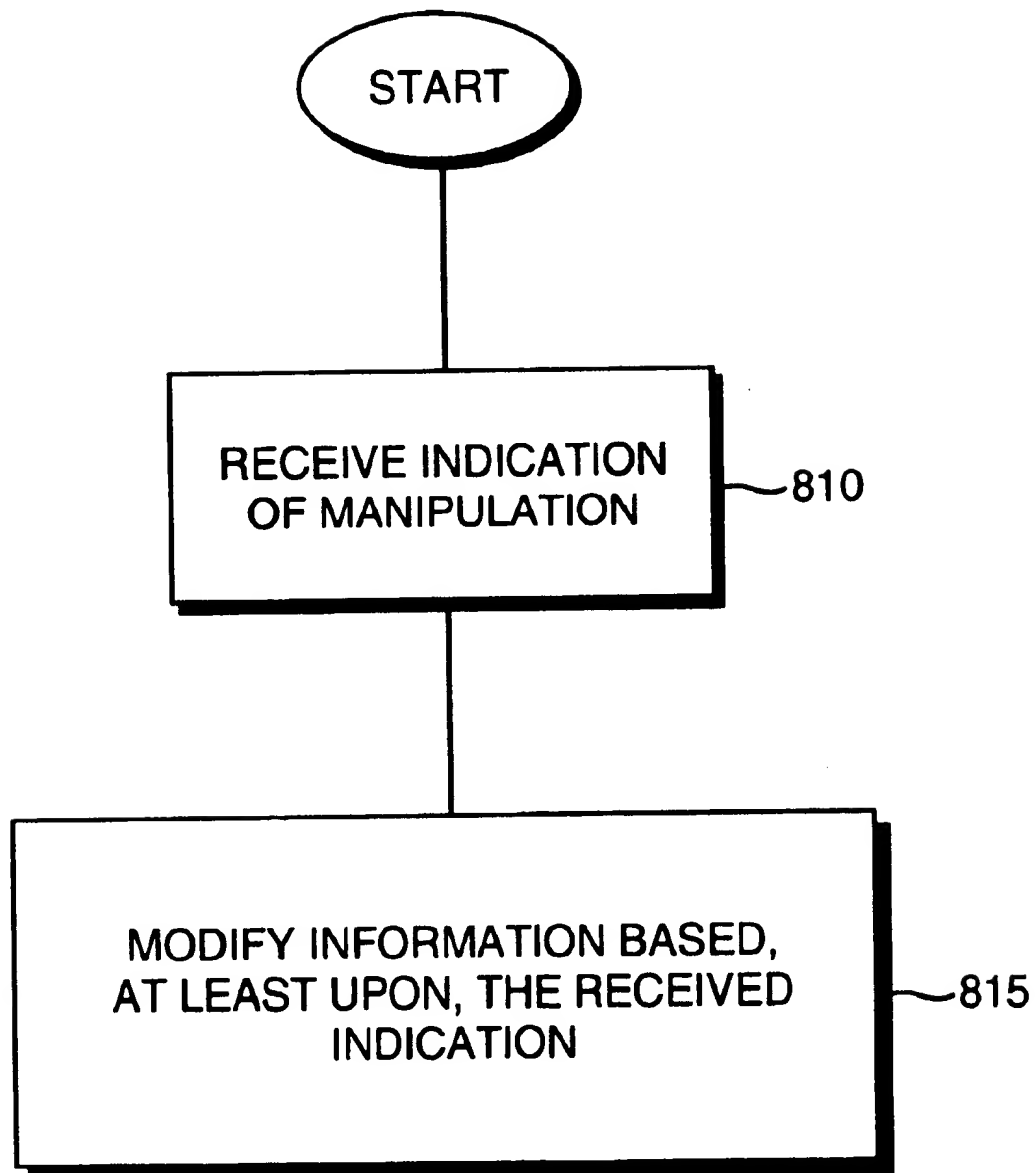 START
RECEIVE INDICATION
OF MANIPULATION
810
MODIFY INFORMATION BASED,
AT LEAST UPON, THE RECEIVED
INDICATION
815